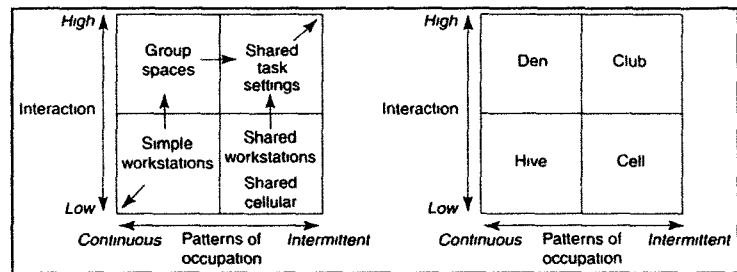 High
Group
spaces
Shared
task
settings
Interaction
Simple
workstations
Shared
workstations
Shared
cellular
Low
Continuous
Patterns of
occupation
Intermittent
High
Den
Club
Interaction
Hive
Cell
Low
Continuous
Patterns of
occupation
Intermittent